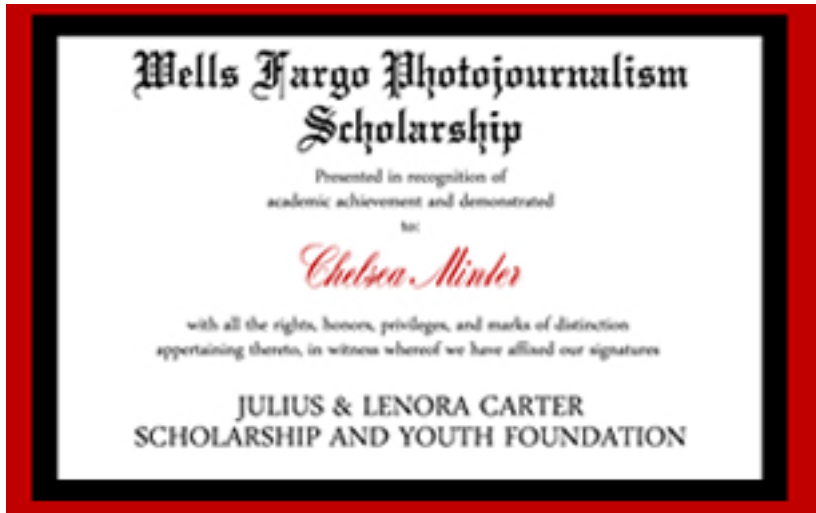 Wells Fargo Photojournalism
Scholarship
Presented in recognition of
academic achievement and demonstrated
to:
Chelsea Minter
with all the rights, honors, privileges, and marks of distinction
appertaining thereto, in witness whereof we have affixed our signatures
JULIUS & LENORA CARTER
SCHOLARSHIP AND YOUTH FOUNDATION